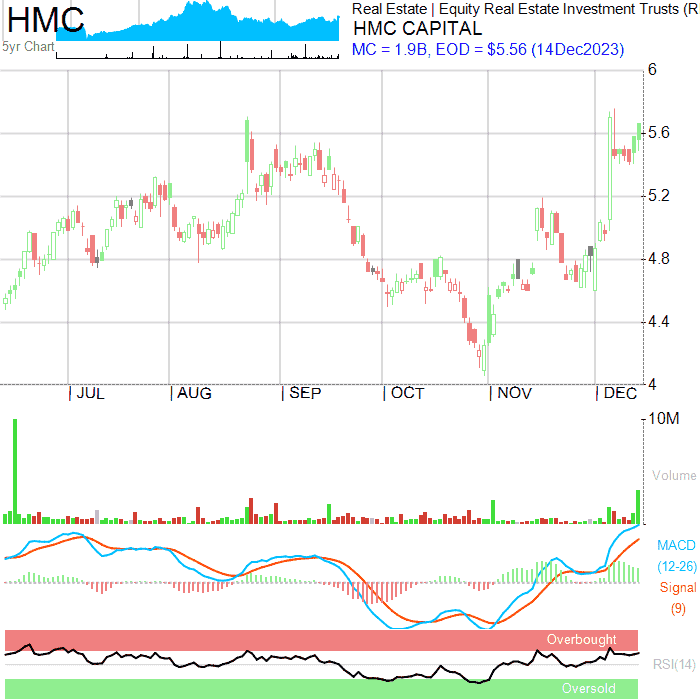 HMC
5yr Chart
Real Estate | Equity Real Estate Investment Trusts (R
HMC CAPITAL
MC = 1.9B, EOD = $5.56 (14Dec2023)
6
5.6
5.2
4.8
4.4
4
JUL AUG SEP OCT NOV DEC
10M
Volume
MACD
(12-26)
Signal
(9)
Overbought
RSI(14)
Oversold